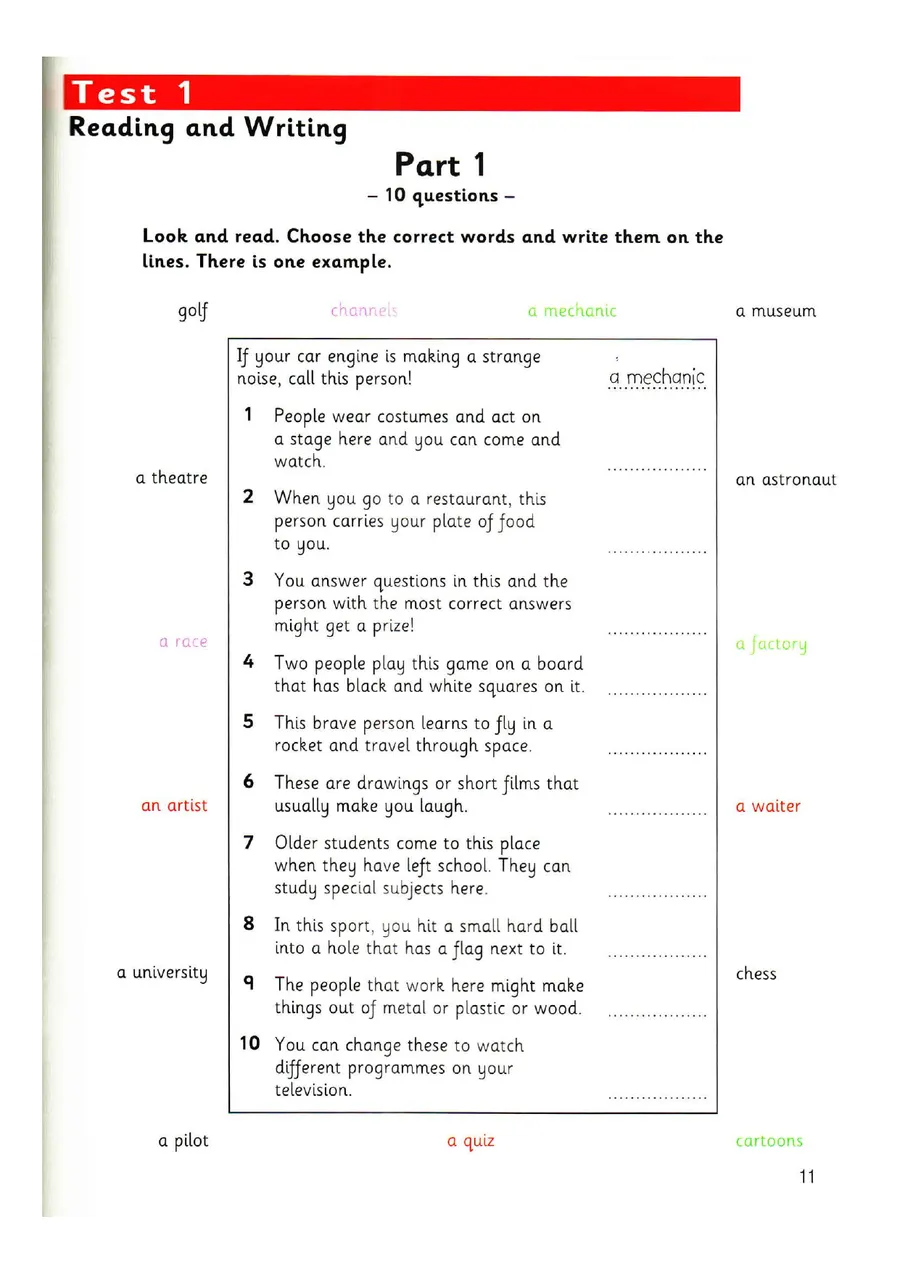 Test 1
Reading and Writing
Part 1
– 10 questions –
Look and read. Choose the correct words and write them on the
lines. There is one example.
golf channels a mechanic a museum
If your car engine is making a strange
noise, call this person! a mechanic
1 People wear costumes and act on
a stage here and you can come and
watch. ..................
a theatre an astronaut
2 When you go to a restaurant, this
person carries your plate of food
to you. ..................
3 You answer questions in this and the
person with the most correct answers
might get a prize! ..................
a race a factory
4 Two people play this game on a board
that has black and white squares on it. ..................
5 This brave person learns to fly in a
rocket and travel through space. ..................
6 These are drawings or short films that
an artist usually make you laugh. .................. a waiter
7 Older students come to this place
when they have left school. They can
study special subjects here. ..................
8 In this sport, you hit a small hard ball
into a hole that has a flag next to it. ..................
a university chess
9 The people that work here might make
things out of metal or plastic or wood. ..................
10 You can change these to watch
different programmes on your
television. ..................
a pilot a quiz cartoons
11